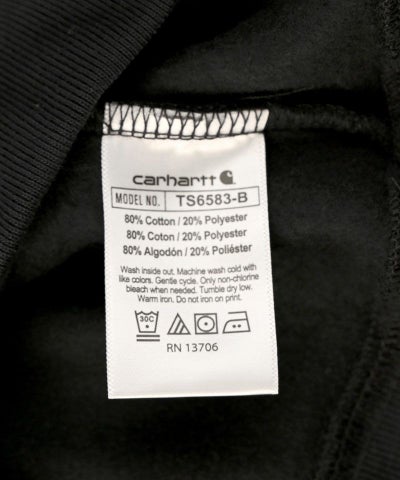 carhartt
MODEL NO. TS6583-B
80% Cotton / 20% Polyester
80% Coton / 20% Polyester
80% Algodón / 20% Poliéster
Wash inside out. Machine wash cold with
like colors. Gentle cycle. Only non-chlorine
bleach when needed. Tumble dry low.
Warm iron. Do not iron on print.
30C
RN 13706